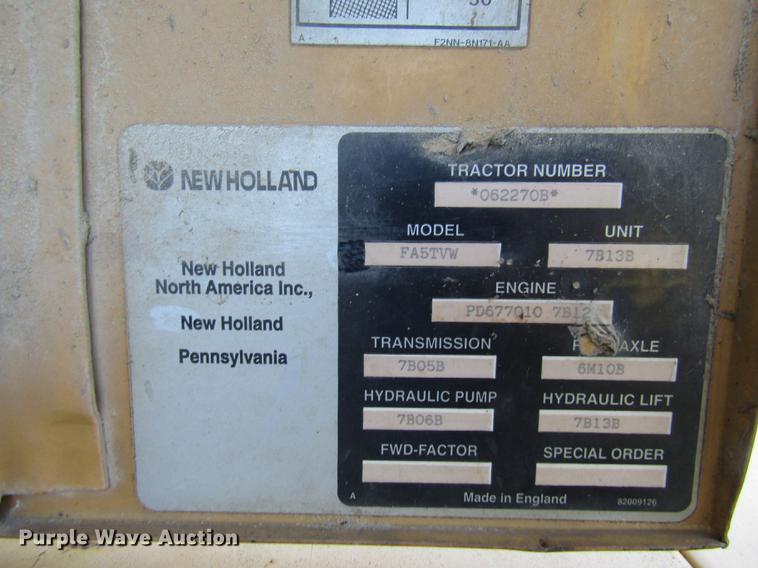 30
A F2NN-8N171-AA
NEW HOLLAND
New Holland
North America Inc.,
New Holland
Pennsylvania
TRACTOR NUMBER
*062270B*
MODEL UNIT
FA5TVW 7B13B
ENGINE
PD677010 7B12
TRANSMISSION AXLE
7B05B 6M10B
HYDRAULIC PUMP HYDRAULIC LIFT
7B06B 7B13B
FWD-FACTOR SPECIAL ORDER
A Made in England 82009126
Purple Wave Auction